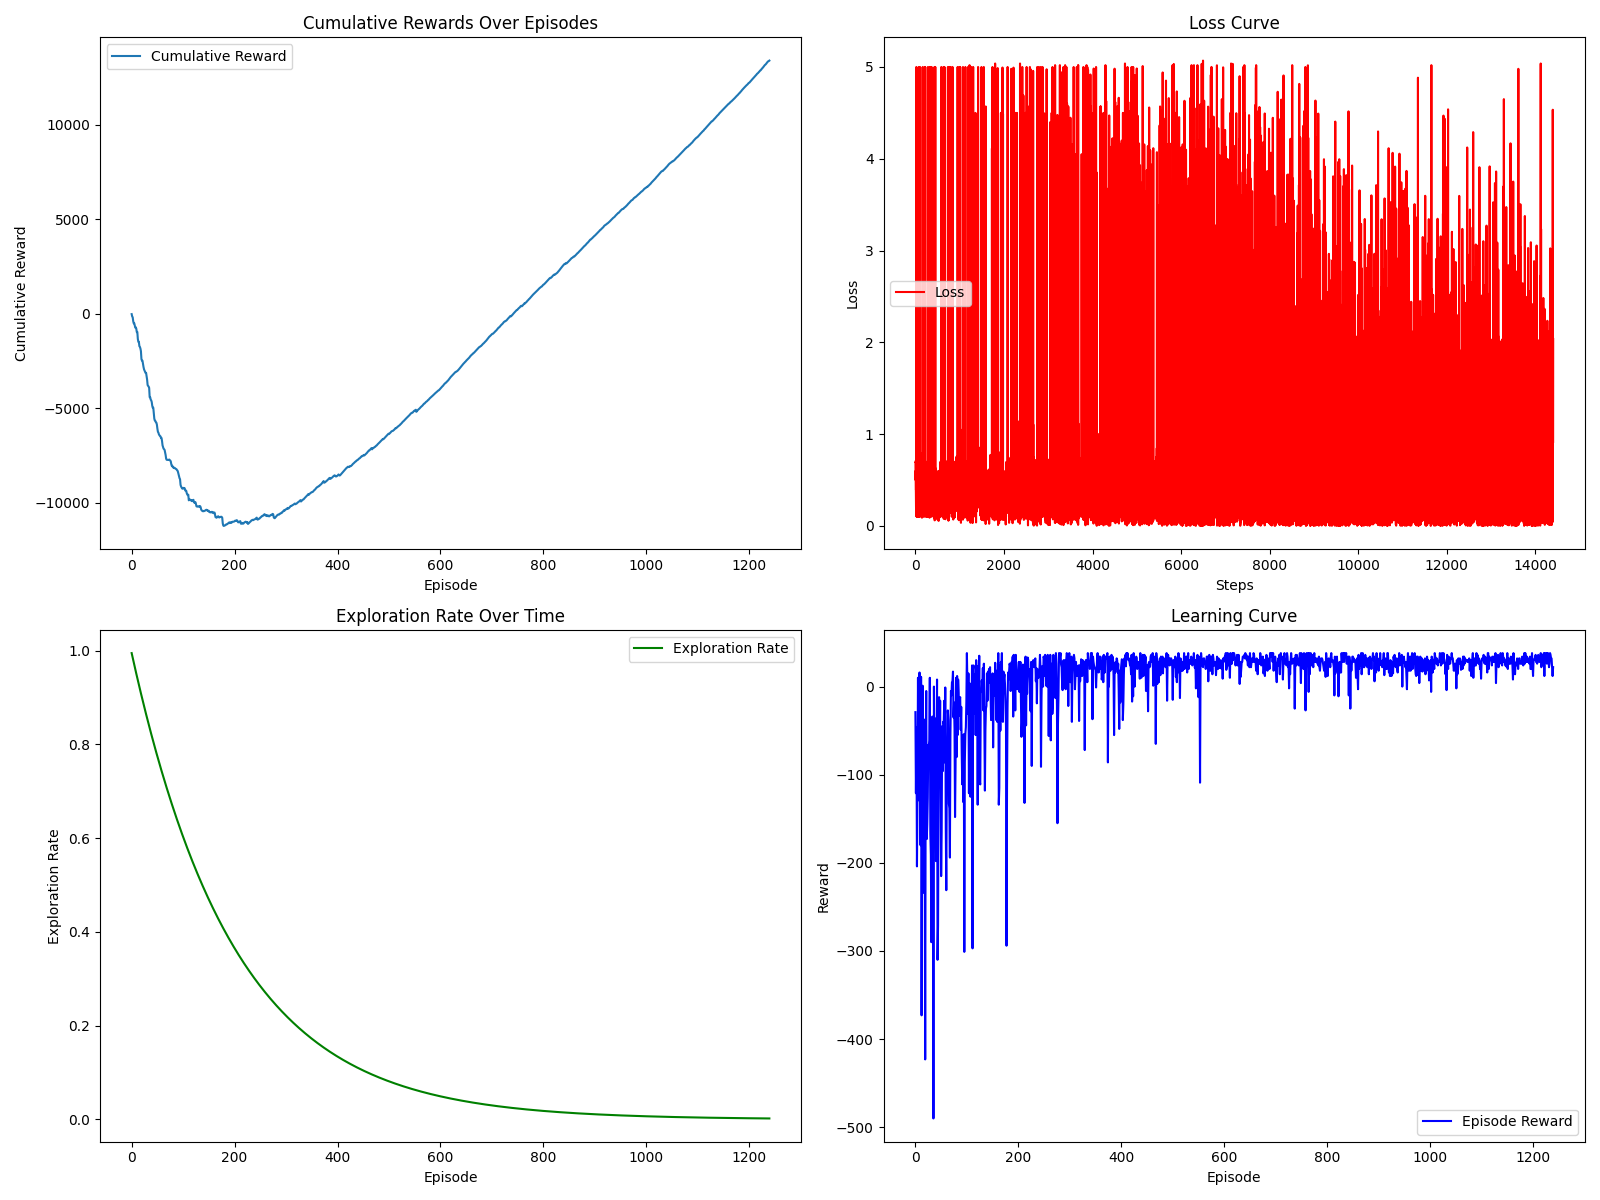 Cumulative Rewards Over Episodes
Cumulative Reward
10000
5000
0
−5000
−10000
Cumulative Reward
0 200 400 600 800 1000 1200
Episode
Loss Curve
Loss
5
4
3
2
1
0
Loss
0 2000 4000 6000 8000 10000 12000 14000
Steps
Exploration Rate Over Time
Exploration Rate
1.0
0.8
0.6
0.4
0.2
0.0
Exploration Rate
0 200 400 600 800 1000 1200
Episode
Learning Curve
0
−100
−200
−300
−400
−500
Reward
Episode Reward
0 200 400 600 800 1000 1200
Episode